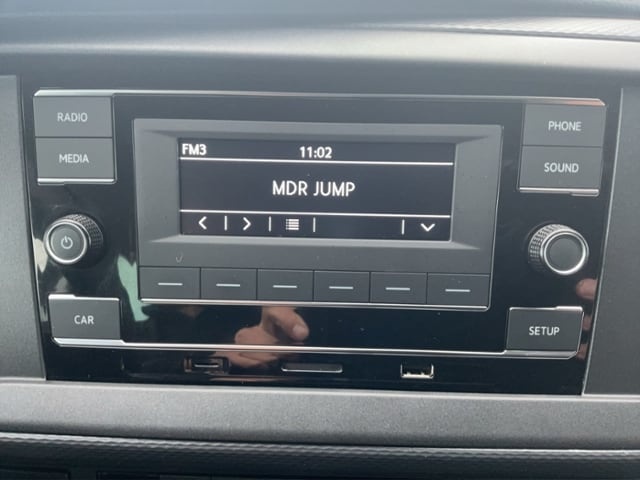 RADIO
MEDIA
FM3 11:02
MDR JUMP
PHONE
SOUND
CAR
SETUP